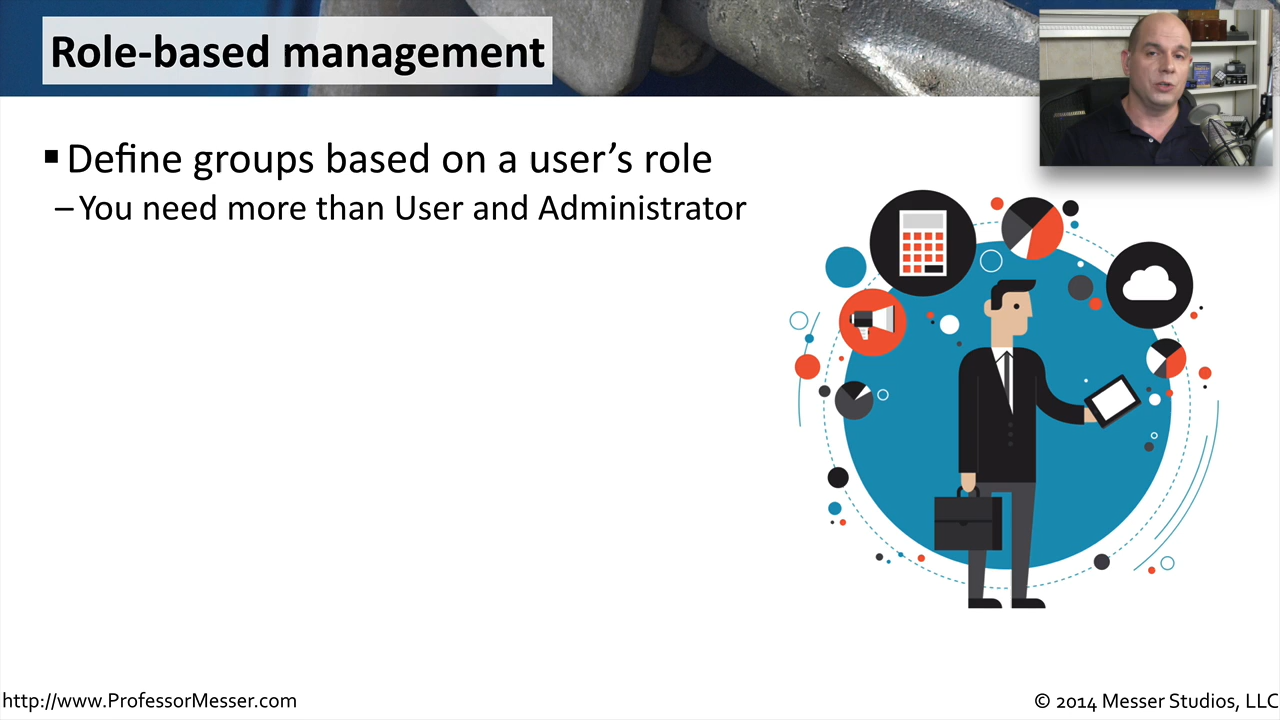 Role-based management
▪ Define groups based on a user’s role
– You need more than User and Administrator
http://www.ProfessorMesser.com
© 2014 Messer Studios, LLC